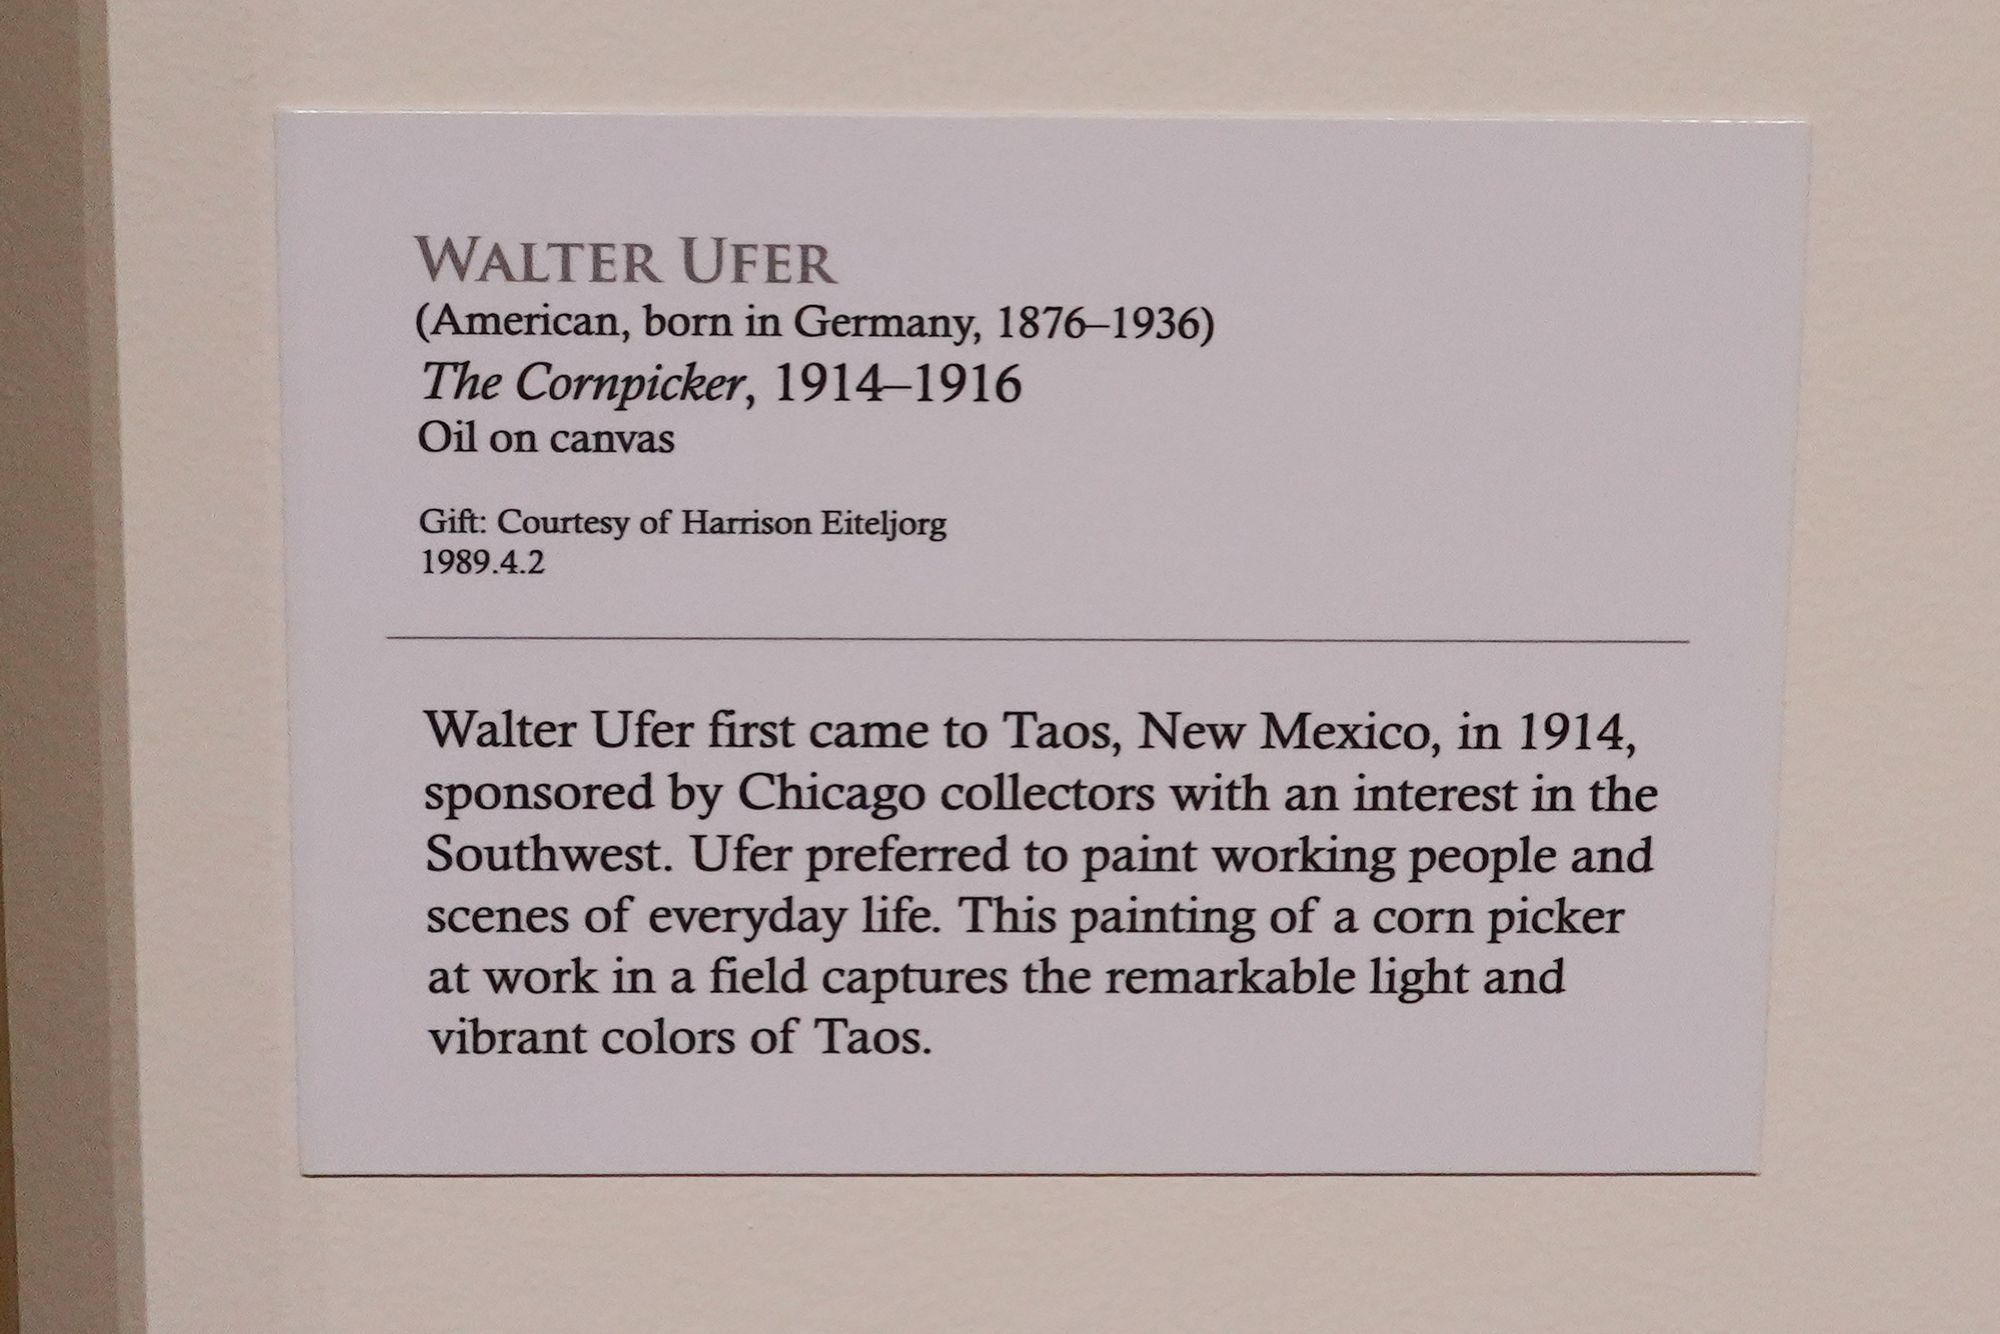 WALTER UFER
(American, born in Germany, 1876–1936)
The Cornpicker, 1914–1916
Oil on canvas
Gift: Courtesy of Harrison Eiteljorg
1989.4.2
Walter Ufer first came to Taos, New Mexico, in 1914,
sponsored by Chicago collectors with an interest in the
Southwest. Ufer preferred to paint working people and
scenes of everyday life. This painting of a corn picker
at work in a field captures the remarkable light and
vibrant colors of Taos.